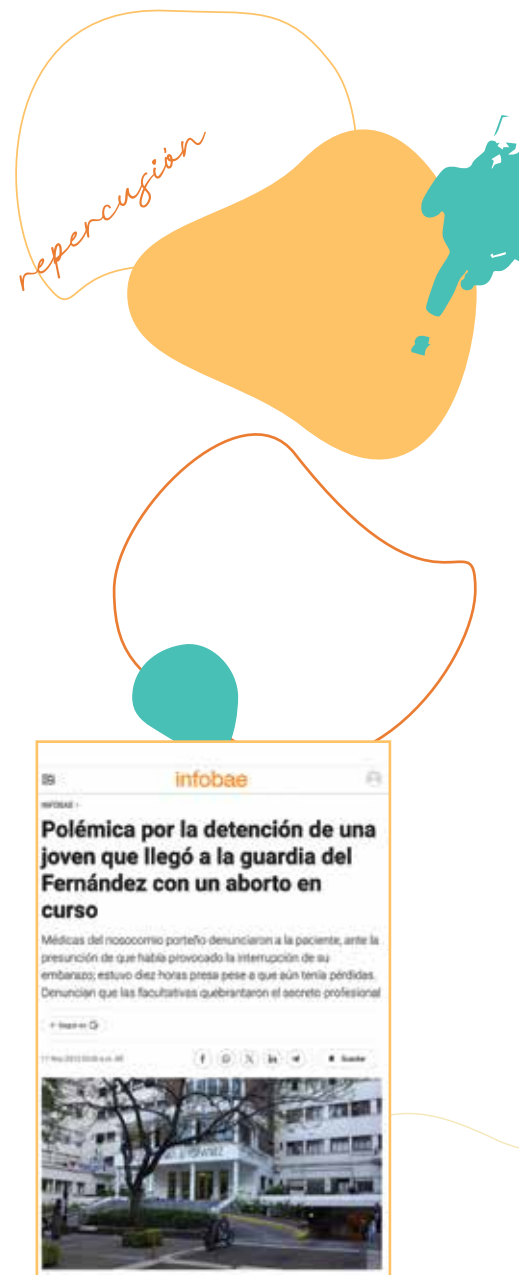 repercusión
infobae
INFOBAE >
Polémica por la detención de una
joven que llegó a la guardia del
Fernández con un aborto en
curso
Médicas del nosocomio porteño denunciaron a la paciente, ante la
presunción de que había provocado la interrupción de su
embarazo; estuvo diez horas presa pese a que aún tenía pérdidas.
Denuncian que las facultativas quebrantaron el secreto profesional
Guardar